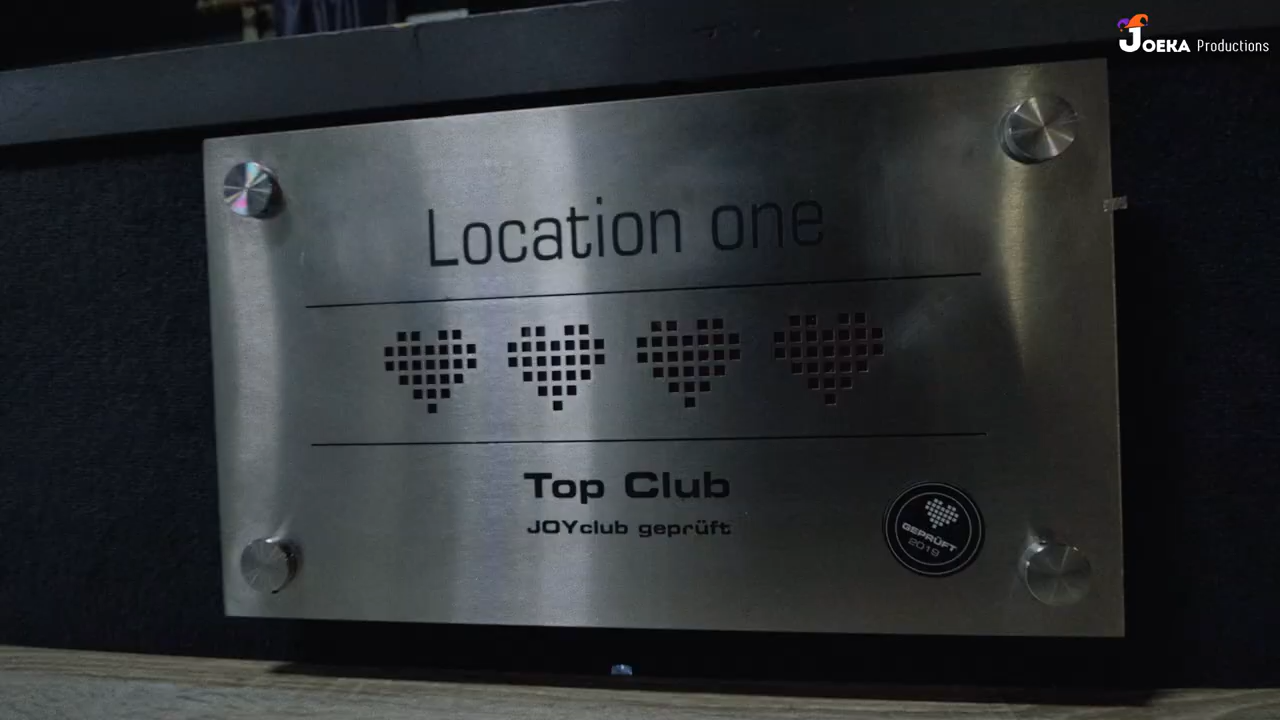 JOEKA Productions
Location one
Top Club
JOYclub geprüft
GEPRÜFT
2019